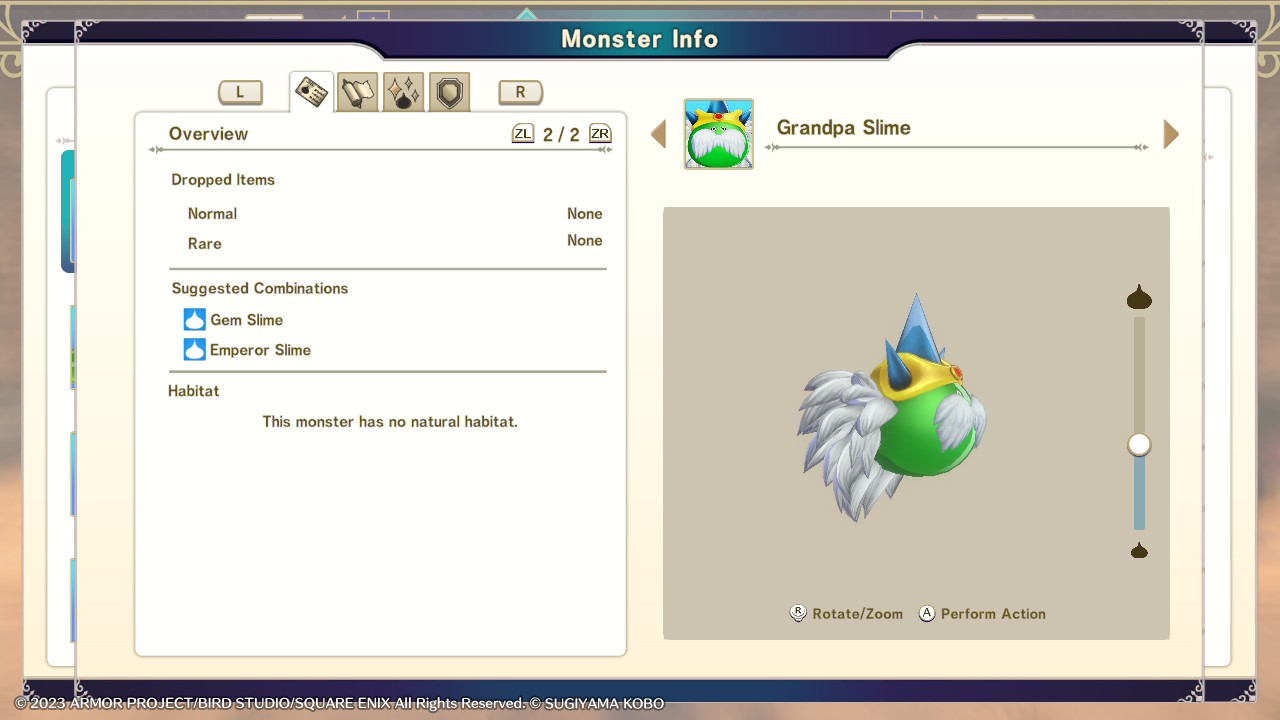 Monster Info
L
R
Overview
ZL 2 / 2 ZR
Dropped Items
Normal None
Rare None
Suggested Combinations
Gem Slime
Emperor Slime
Habitat
This monster has no natural habitat.
Grandpa Slime
R Rotate/Zoom A Perform Action
© 2023 ARMOR PROJECT/BIRD STUDIO/SQUARE ENIX All Rights Reserved. © SUGIYAMA KOBO